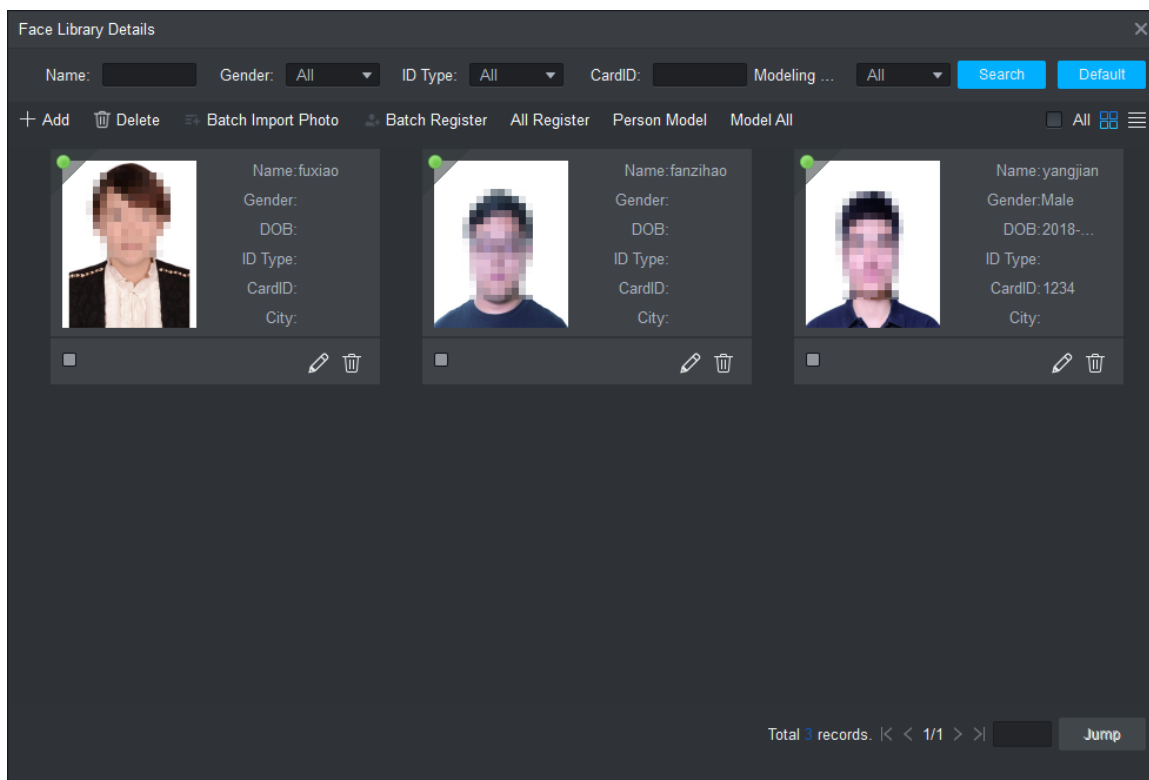 Face Library Details
Name: Gender: All ID Type: All CardID: Modeling ... All Search Default
Add Delete Batch Import Photo Batch Register All Register Person Model Model All All
Name:fuxiao
Gender:
DOB:
ID Type:
CardID:
City:
Name:fanzihao
Gender:
DOB:
ID Type:
CardID:
City:
Name:yangjian
Gender:Male
DOB:2018-...
ID Type:
CardID:1234
City:
Total 3 records. 1/1 Jump